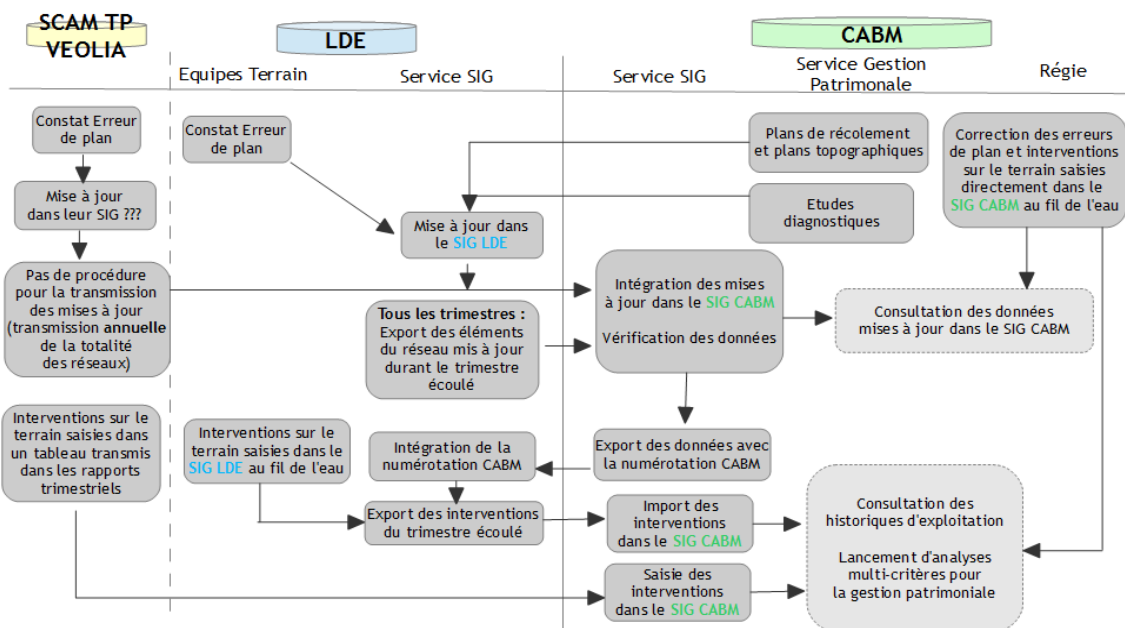 SCAM TP
VEOLIA
LDE
CABM
Equipes Terrain
Service SIG
Service SIG
Service Gestion
Patrimonale
Régie
Constat Erreur
de plan
Mise à jour
dans leur SIG ???
Pas de procédure
pour la transmission
des mises à jour
(transmission annuelle
de la totalité
des réseaux)
Interventions sur le
terrain saisies dans
un tableau transmis
dans les rapports
trimestriels
Constat Erreur
de plan
Mise à jour dans
le SIG LDE
Tous les trimestres :
Export des éléments
du réseau mis à jour
durant le trimestre
écoulé
Interventions sur le
terrain saisies dans le
SIG LDE au fil de l'eau
Intégration de la
numérotation CABM
Export des interventions
du trimestre écoulé
Plans de récolement
et plans topographiques
Etudes
diagnostiques
Correction des erreurs
de plan et interventions
sur le terrain saisies
directement dans le
SIG CABM au fil de l'eau
Intégration des mises
à jour dans le SIG CABM
Vérification des données
Consultation des données
mises à jour dans le SIG CABM
Export des données avec
la numérotation CABM
Import des
interventions
dans le SIG CABM
Saisie des
interventions
dans le SIG CABM
Consultation des
historiques d'exploitation
Lancement d'analyses
multi-critères pour
la gestion patrimoniale